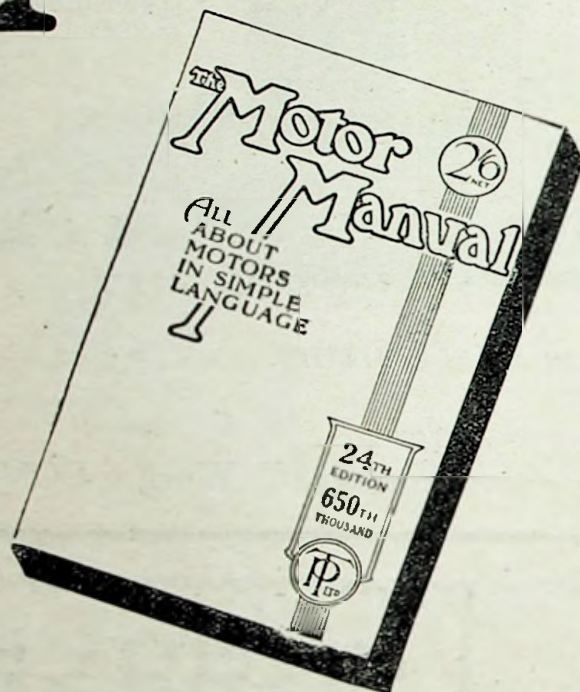 The
Motor
Manual
2/6
NET
ALL
ABOUT
MOTORS
IN SIMPLE
LANGUAGE
24TH
EDITION
650TH
THOUSAND
TP
LTD